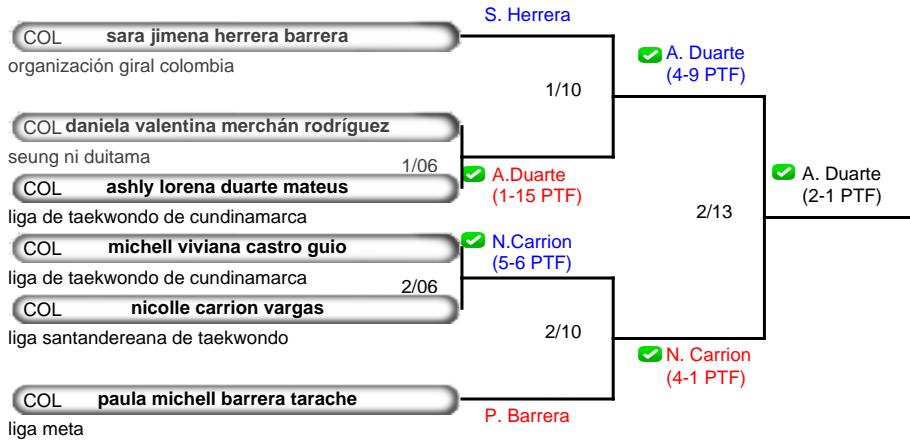 S. Herrera
COL sara jimena herrera barrera
organización giral colombia
A. Duarte
(4-9 PTF)
1/10
COL daniela valentina merchán rodríguez
seung ni duitama
1/06
COL ashly lorena duarte mateus
liga de taekwondo de cundinamarca
A.Duarte
(1-15 PTF)
A. Duarte
(2-1 PTF)
2/13
COL michell viviana castro guio
liga de taekwondo de cundinamarca
N.Carrion
(5-6 PTF)
2/06
COL nicolle carrion vargas
liga santandereana de taekwondo
2/10
N. Carrion
(4-1 PTF)
COL paula michell barrera tarache
liga meta
P. Barrera